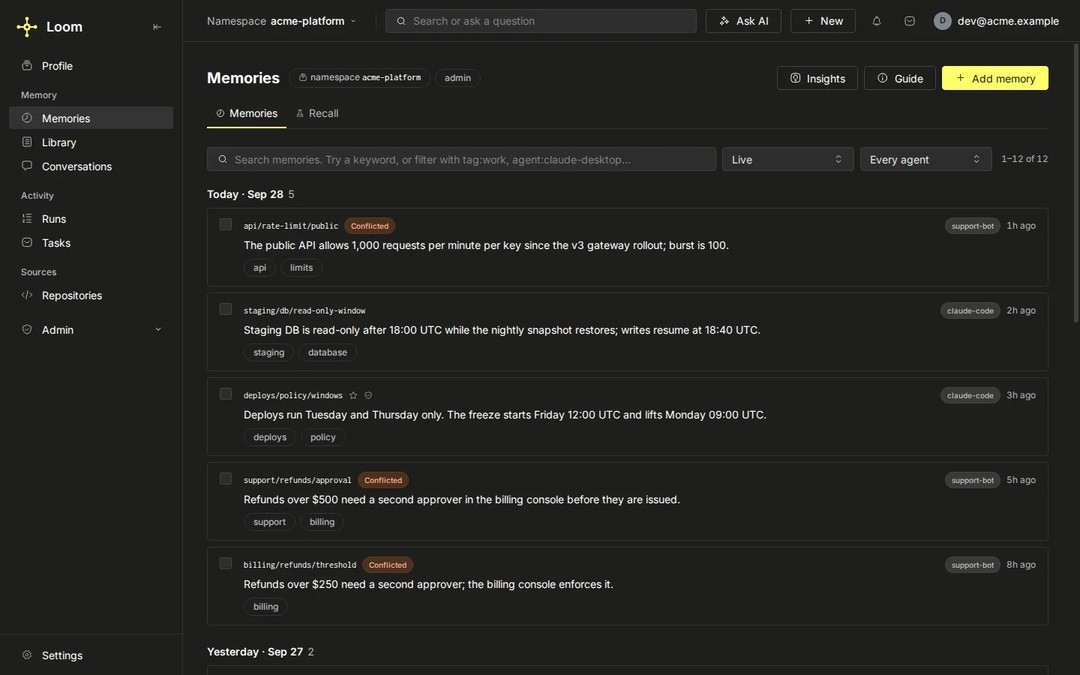 Loom
Profile
Memory
Memories
Library
Conversations
Activity
Runs
Tasks
Sources
Repositories
Admin
Settings
Namespace acme-platform
Search or ask a question
Ask AI
New
D
dev@acme.example
Memories
namespace acme-platform
admin
Insights
Guide
Add memory
Memories
Recall
Search memories. Try a keyword, or filter with tag:work, agent:claude-desktop...
Live
Every agent
1–12 of 12
Today · Sep 28 5
api/rate-limit/public Conflicted support-bot 1h ago
The public API allows 1,000 requests per minute per key since the v3 gateway rollout; burst is 100.
api limits
staging/db/read-only-window claude-code 2h ago
Staging DB is read-only after 18:00 UTC while the nightly snapshot restores; writes resume at 18:40 UTC.
staging database
deploys/policy/windows claude-code 3h ago
Deploys run Tuesday and Thursday only. The freeze starts Friday 12:00 UTC and lifts Monday 09:00 UTC.
deploys policy
support/refunds/approval Conflicted support-bot 5h ago
Refunds over $500 need a second approver in the billing console before they are issued.
support billing
billing/refunds/threshold Conflicted support-bot 8h ago
Refunds over $250 need a second approver; the billing console enforces it.
billing
Yesterday · Sep 27 2